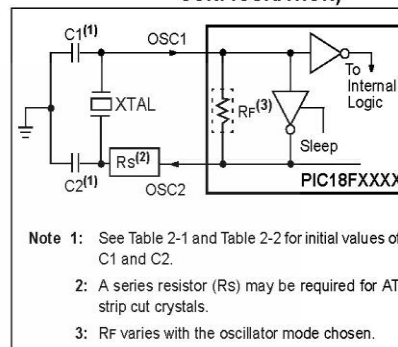 C1(1)
OSC1
To
Internal
Logic
XTAL
RF(3)
Sleep
C2(1)
RS(2)
OSC2
PIC18FXXXX
Note 1: See Table 2-1 and Table 2-2 for initial values of
C1 and C2.
2: A series resistor (RS) may be required for AT
strip cut crystals.
3: RF varies with the oscillator mode chosen.